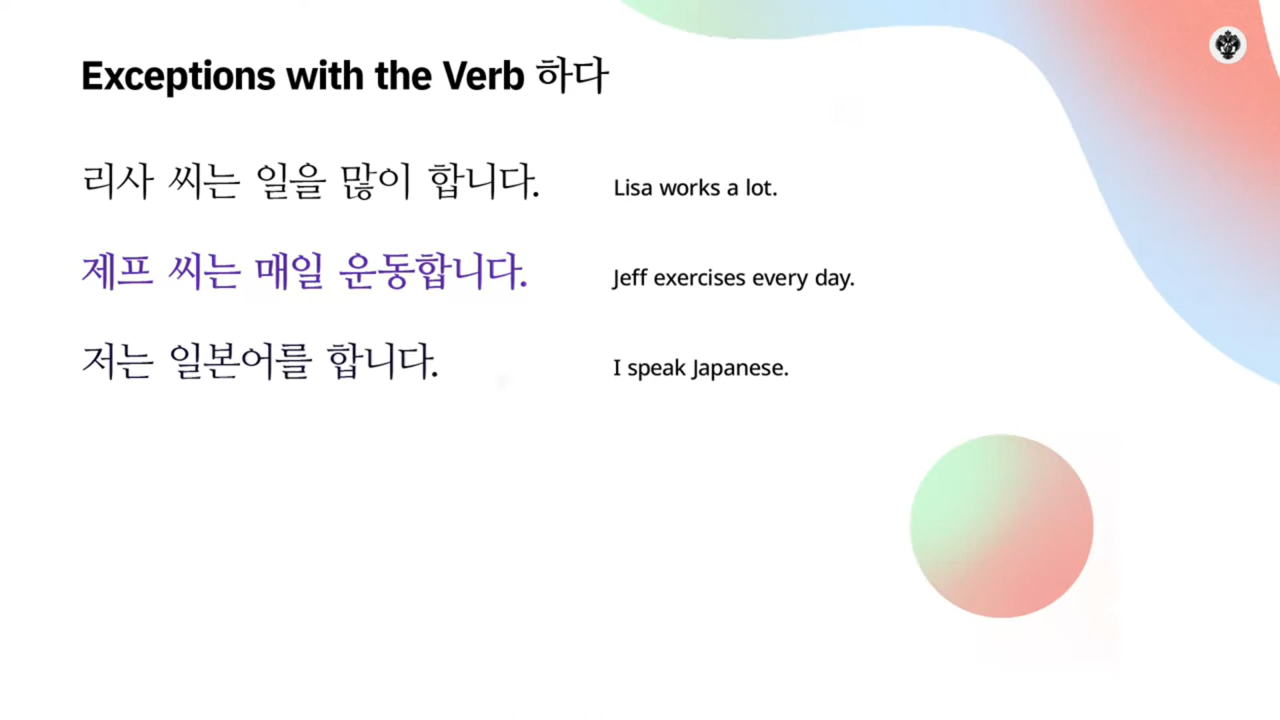 Exceptions with the Verb 하다
리사 씨는 일을 많이 합니다. Lisa works a lot.
제프 씨는 매일 운동합니다. Jeff exercises every day.
저는 일본어를 합니다. I speak Japanese.